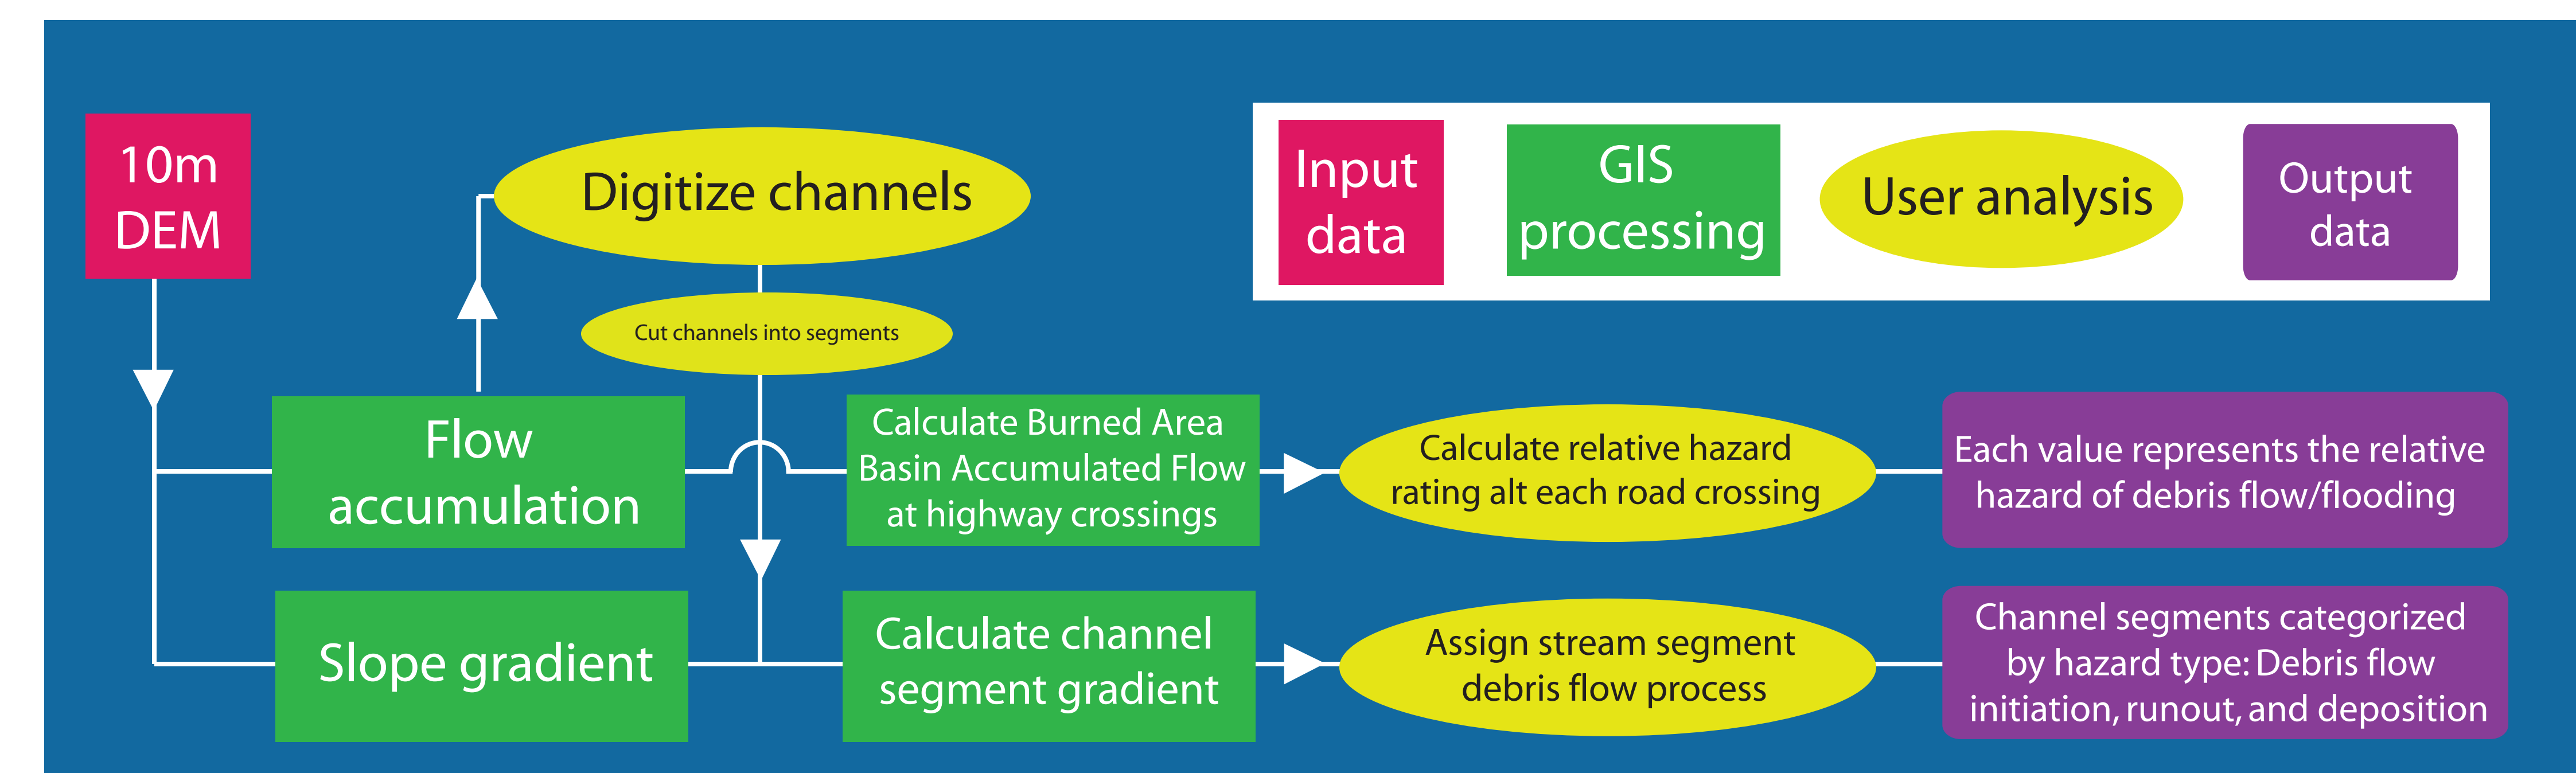 10m
DEM
Digitize channels
Cut channels into segments
Input
data
GIS
processing
User analysis
Output
data
Flow
accumulation
Calculate Burned Area
Basin Accumulated Flow
at highway crossings
Calculate relative hazard
rating alt each road crossing
Each value represents the relative
hazard of debris flow/flooding
Slope gradient
Calculate channel
segment gradient
Assign stream segment
debris flow process
Channel segments categorized
by hazard type: Debris flow
initiation, runout, and deposition